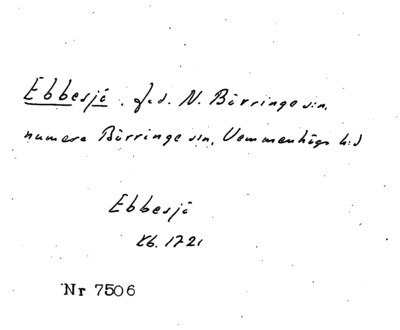 Ebbesjö. f.d. N. Börringe sn,
numera Börringe sn, Vemmenhögs hd
Ebbesjö
Kb. 1721
Nr 7506